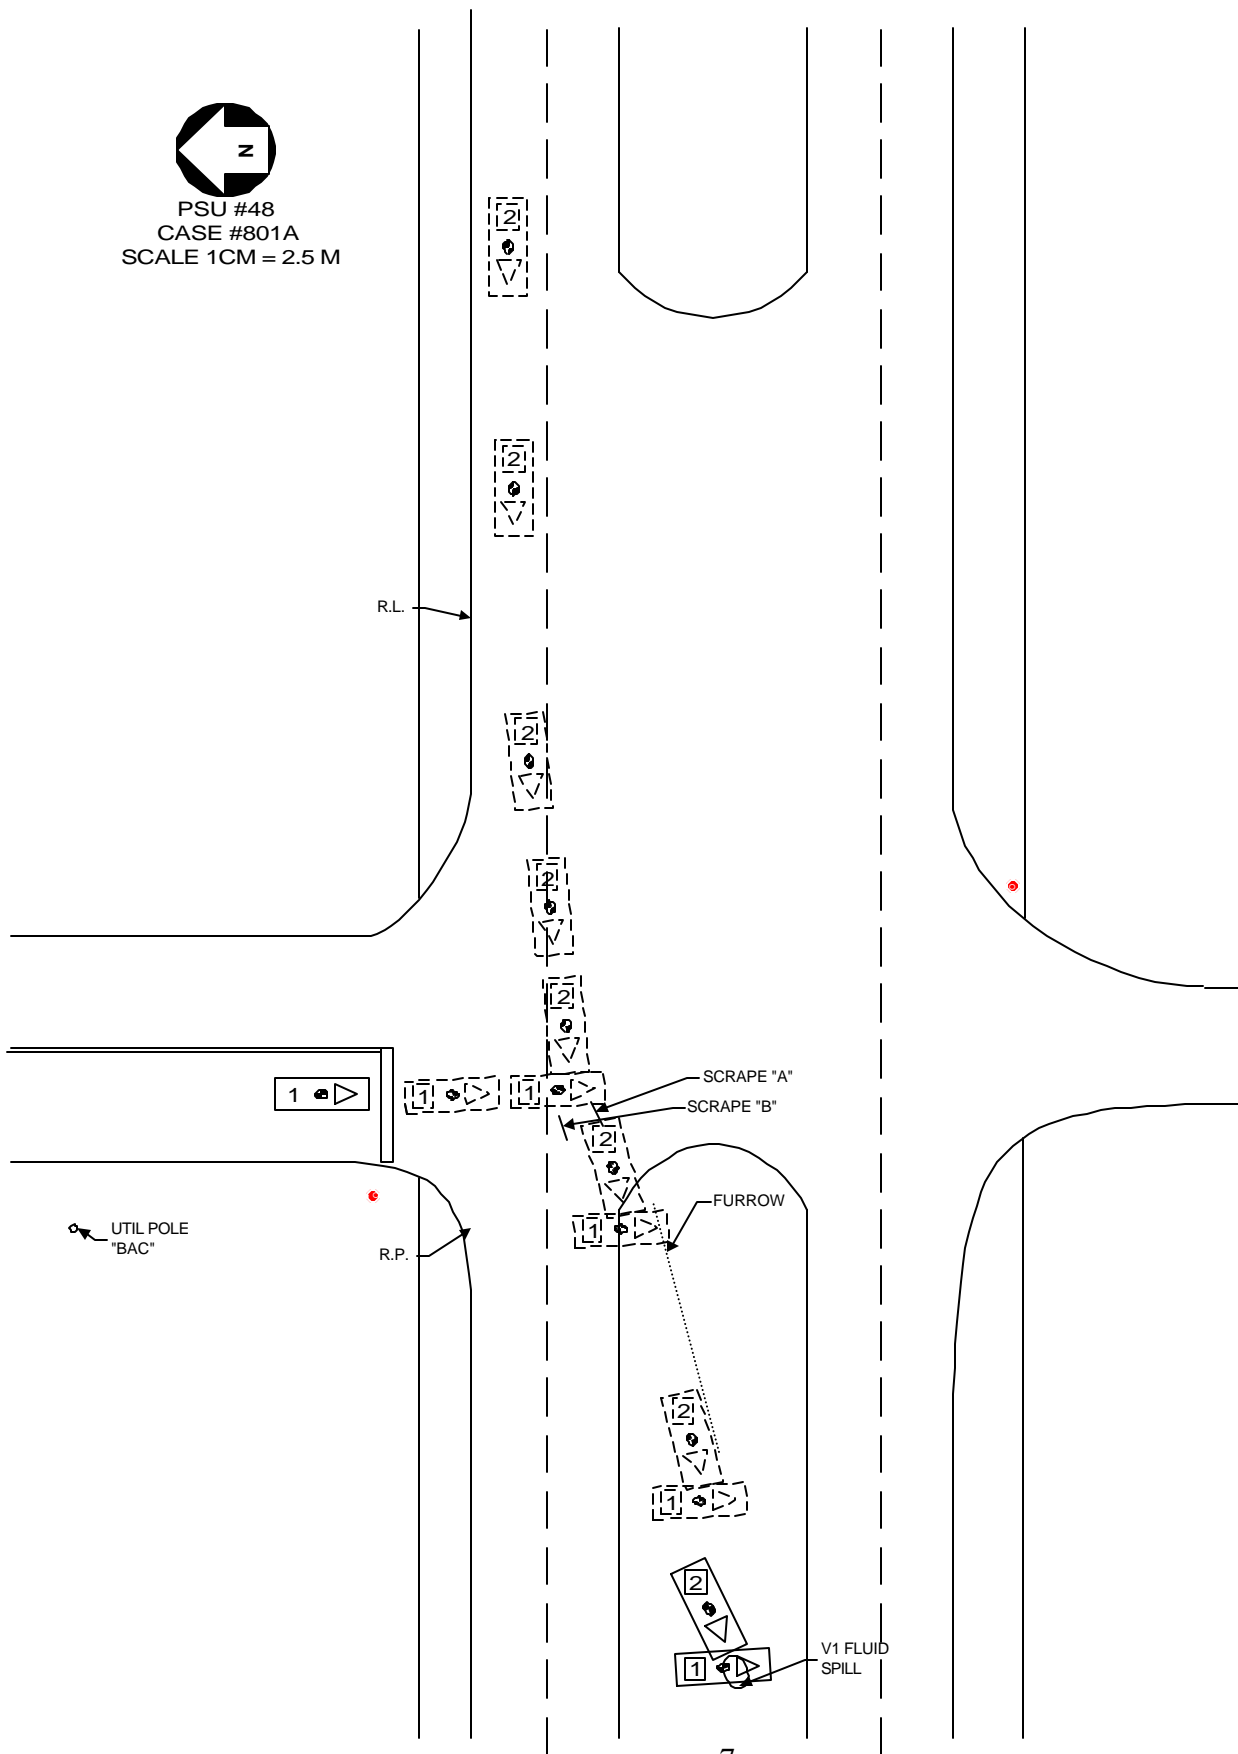 N
PSU #48
CASE #801A
SCALE 1CM = 2.5 M
2
2
R.L.
2
2
2
SCRAPE "A"
1
1
1
SCRAPE "B"
2
FURROW
UTIL POLE
"BAC"
R.P.
1
2
1
2
V1 FLUID
SPILL
1